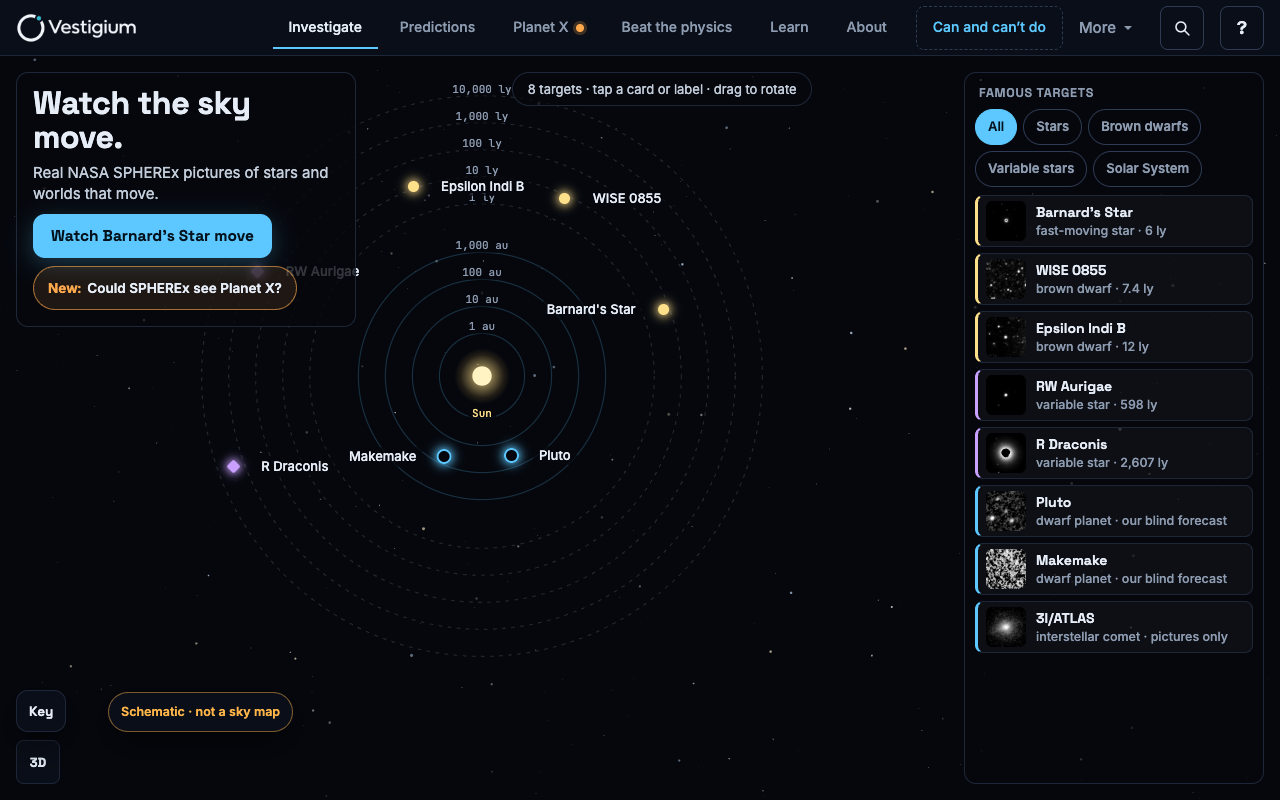 Vestigium
Investigate
Predictions
Planet X
Beat the physics
Learn
About
Can and can't do
More
?
Watch the sky
move.
Real NASA SPHEREx pictures of stars and
worlds that move.
Watch Barnard's Star move
RW Aurigae
New: Could SPHEREx see Planet X?
8 targets · tap a card or label · drag to rotate
10,000 ly
1,000 ly
100 ly
10 ly
Epsilon Indi B
1 ly
WISE 0855
1,000 au
100 au
10 au
Barnard's Star
1 au
Sun
Makemake
Pluto
R Draconis
Key
Schematic · not a sky map
3D
FAMOUS TARGETS
All
Stars
Brown dwarfs
Variable stars
Solar System
Barnard's Star
fast-moving star · 6 ly
WISE 0855
brown dwarf · 7.4 ly
Epsilon Indi B
brown dwarf · 12 ly
RW Aurigae
variable star · 598 ly
R Draconis
variable star · 2,607 ly
Pluto
dwarf planet · our blind forecast
Makemake
dwarf planet · our blind forecast
3I/ATLAS
interstellar comet · pictures only